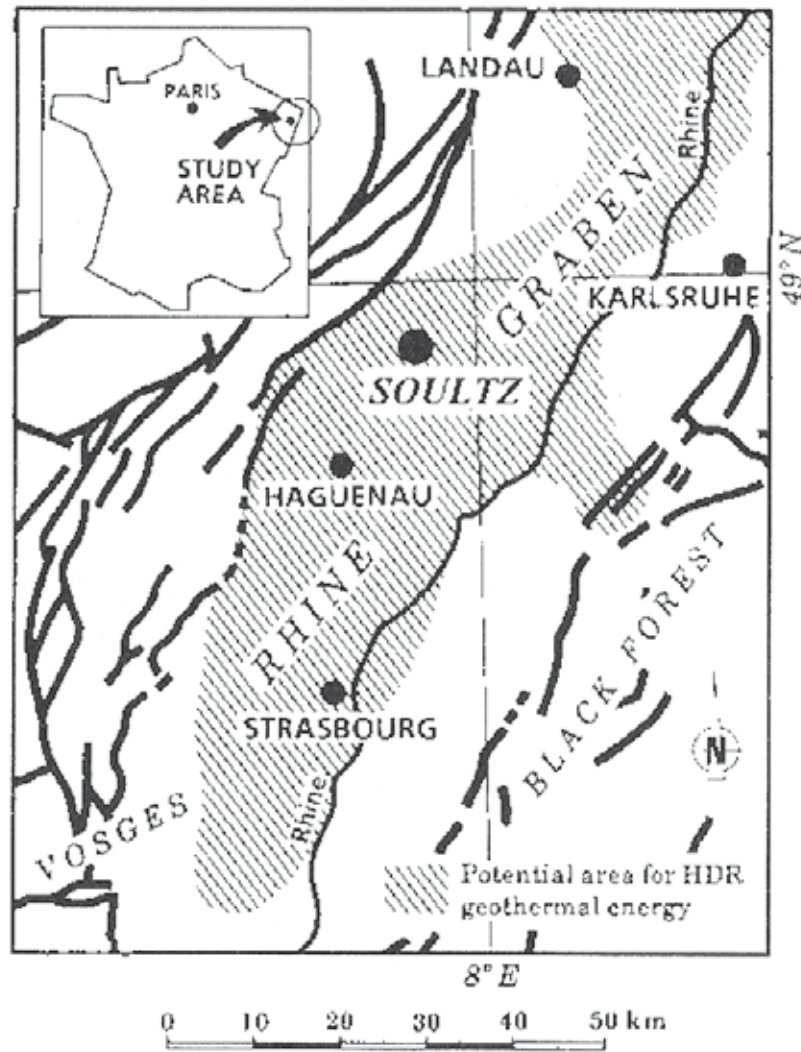 PARIS
STUDY
AREA
LANDAU
Rhine
GRABEN
49° N
KARLSRUHE
SOULTZ
HAGUENAU
RHINE
STRASBOURG
BLACK FOREST
N
VOSGES
Rhine
Potential area for HDR
geothermal energy
8° E
0 10 20 30 40 50 km